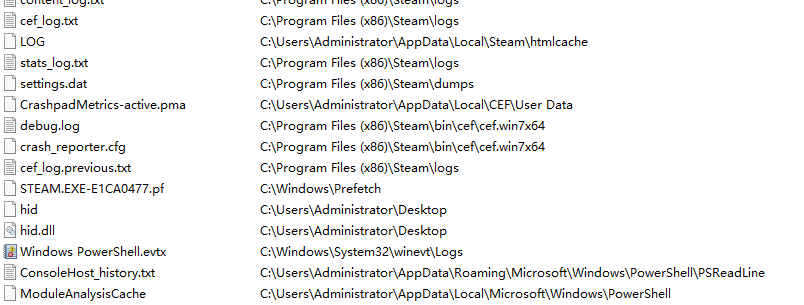 content_log.txt C:\Program Files (x86)\Steam\logs
cef_log.txt C:\Program Files (x86)\Steam\logs
LOG C:\Users\Administrator\AppData\Local\Steam\htmlcache
stats_log.txt C:\Program Files (x86)\Steam\logs
settings.dat C:\Program Files (x86)\Steam\dumps
CrashpadMetrics-active.pma C:\Users\Administrator\AppData\Local\CEF\User Data
debug.log C:\Program Files (x86)\Steam\bin\cef\cef.win7x64
crash_reporter.cfg C:\Program Files (x86)\Steam\bin\cef\cef.win7x64
cef_log.previous.txt C:\Program Files (x86)\Steam\logs
STEAM.EXE-E1CA0477.pf C:\Windows\Prefetch
hid C:\Users\Administrator\Desktop
hid.dll C:\Users\Administrator\Desktop
Windows PowerShell.evtx C:\Windows\System32\winevt\Logs
ConsoleHost_history.txt C:\Users\Administrator\AppData\Roaming\Microsoft\Windows\PowerShell\PSReadLine
ModuleAnalysisCache C:\Users\Administrator\AppData\Local\Microsoft\Windows\PowerShell